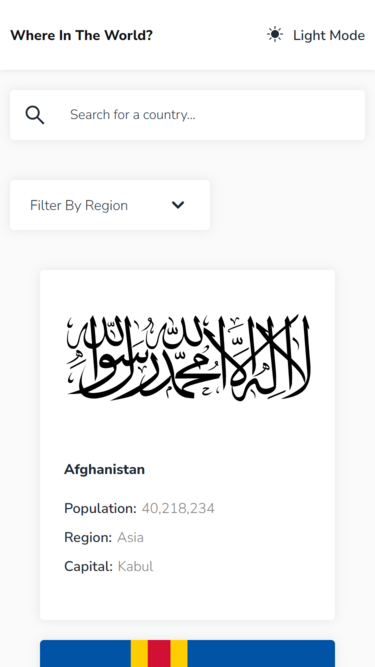 Where In The World?
Light Mode
Search for a country...
Filter By Region
لا إله إلا الله محمد رسول الله
Afghanistan
Population: 40,218,234
Region: Asia
Capital: Kabul